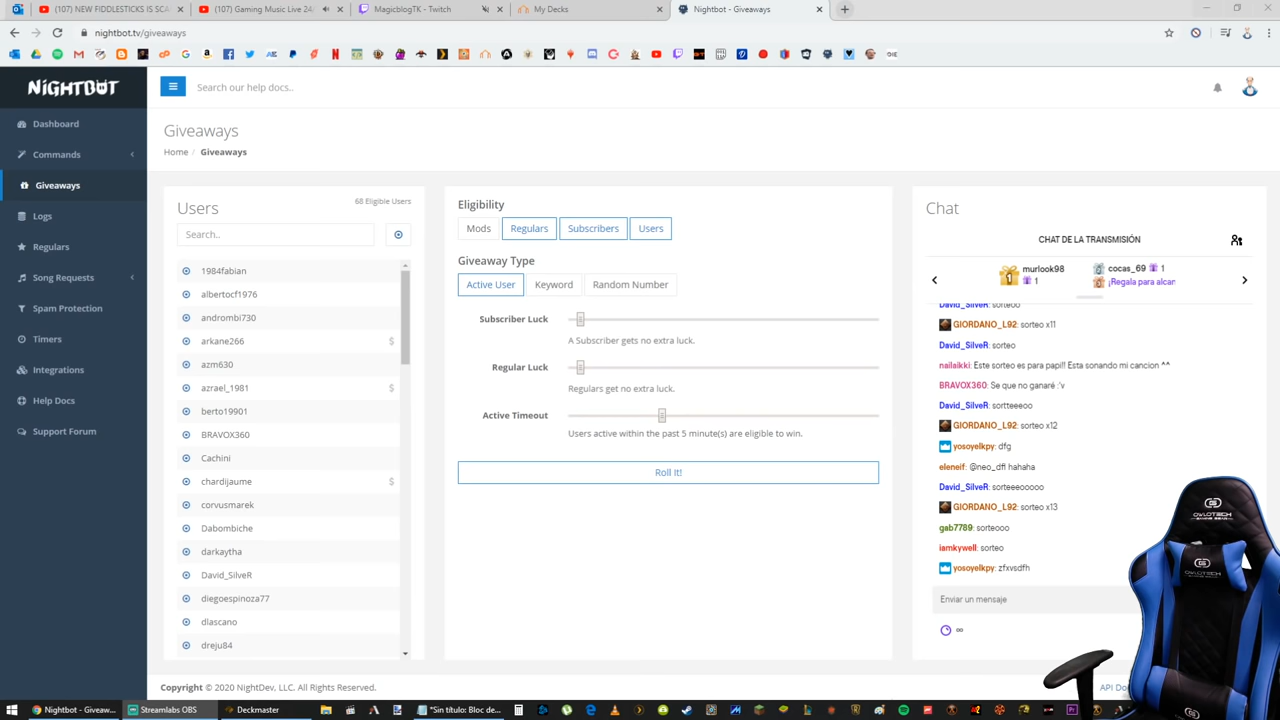 (107) NEW FIDDLESTICKS IS SCA
(107) Gaming Music Live 24/
MagicblogTK - Twitch
My Decks
Nightbot - Giveaways
nightbot.tv/giveaways
NIGHTBOT
Search our help docs..
Dashboard
Commands
Giveaways
Logs
Regulars
Song Requests
Spam Protection
Timers
Integrations
Help Docs
Support Forum
Giveaways
Home / Giveaways
Users
68 Eligible Users
Search..
1984fabian
albertocf1976
andrombi730
arkane266 $
azm630
azrael_1981 $
berto19901
BRAVOX360
Cachini
chardijaume $
corvusmarek
Dabombiche
darkaytha
David_SilveR
diegoespinoza77
dlascano
dreju84
Eligibility
Mods Regulars Subscribers Users
Giveaway Type
Active User Keyword Random Number
Subscriber Luck
A Subscriber gets no extra luck.
Regular Luck
Regulars get no extra luck.
Active Timeout
Users active within the past 5 minute(s) are eligible to win.
Roll It!
Chat
CHAT DE LA TRANSMISIÓN
1 murlook98 1
cocas_69 1
¡Regala para alcan
David_SilveR: sorteoo
GIORDANO_L92: sorteo x11
David_SilveR: sorteo
nailaikki: Este sorteo es para papi!! Esta sonando mi cancion ^^
BRAVOX360: Se que no ganaré :'v
David_SilveR: sortteeeoo
GIORDANO_L92: sorteo x12
yosoyelkpy: dfg
eleneif: @neo_dfl hahaha
David_SilveR: sorteeeooooo
GIORDANO_L92: sorteo x13
gab7789: sorteooo
iamkywell: sorteo
yosoyelkpy: zfxvsdfh
Enviar un mensaje
∞
OWLOTECH
Copyright © 2020 NightDev, LLC. All Rights Reserved.
API Do
Nightbot - Giveaw...
Streamlabs OBS
Deckmaster
*Sin título: Bloc de...